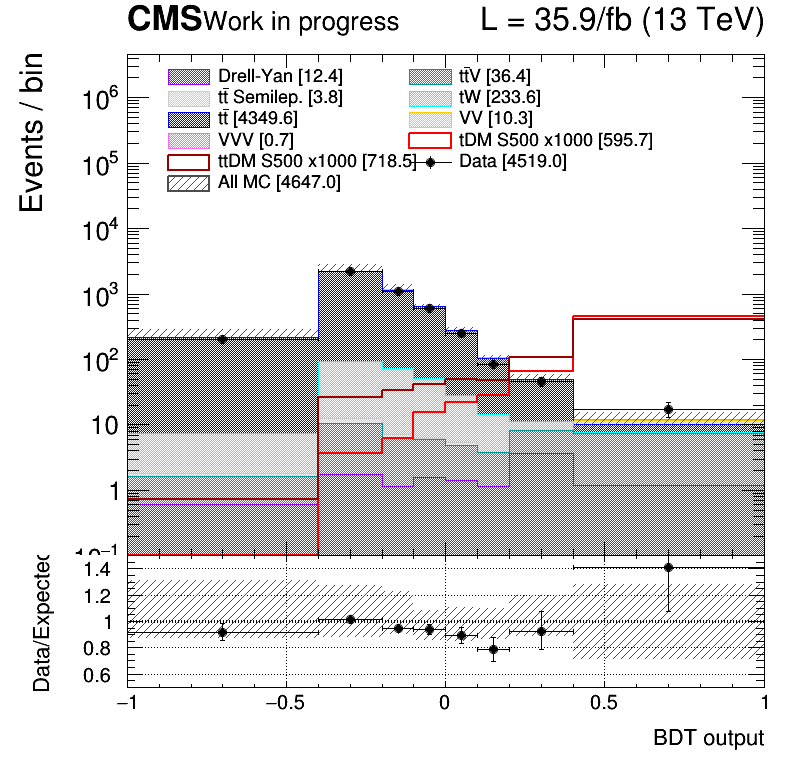 CMS Work in progress L = 35.9/fb (13 TeV)
Events / bin
Drell-Yan [12.4] tt̄V [36.4]
tt̄ Semilep. [3.8] tW [233.6]
tt̄ [4349.6] VV [10.3]
VVV [0.7] tDM S500 x1000 [595.7]
ttDM S500 x1000 [718.5] Data [4519.0]
All MC [4647.0]
10⁶
10⁵
10⁴
10³
10²
10
1
10⁻¹
Data/Expected
1.4
1.2
1
0.8
0.6
−1 −0.5 0 0.5 1
BDT output